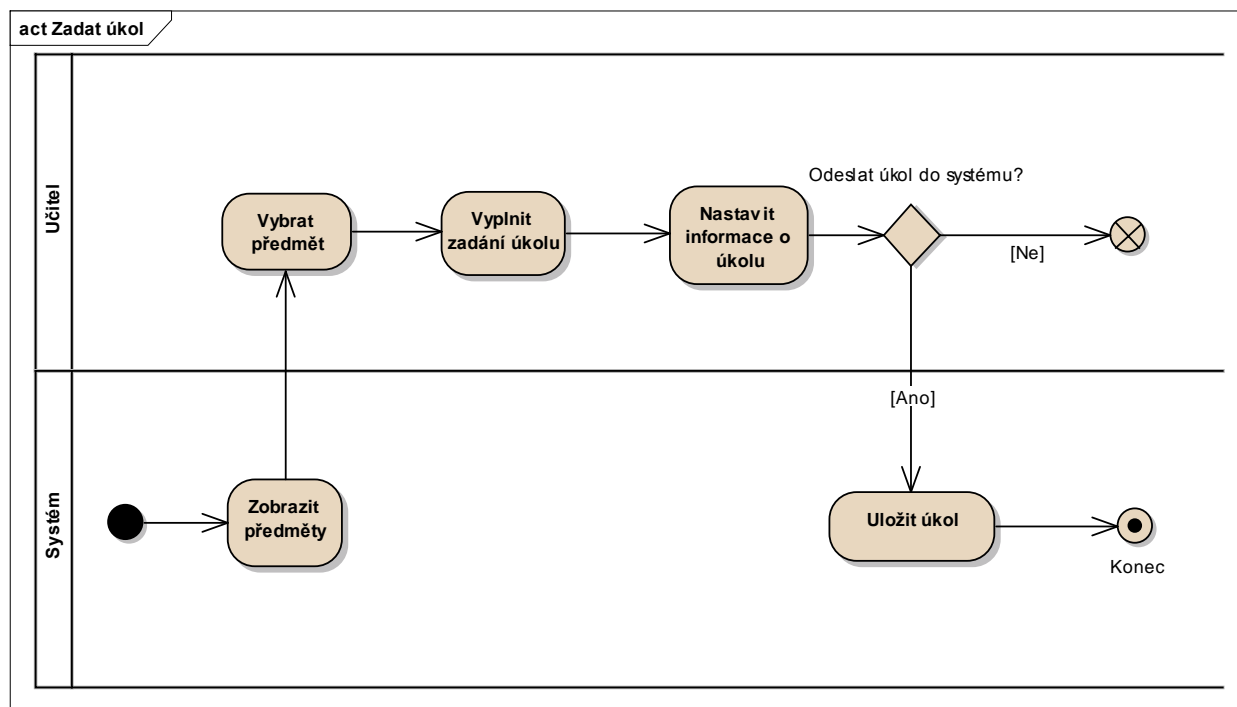 act Zadat úkol
Učitel
Odeslat úkol do systému?
Vybrat
předmět
Vyplnit
zadání úkolu
Nastavit
informace o
úkolu
[Ne]
Systém
[Ano]
Zobrazit
předměty
Uložit úkol
Konec